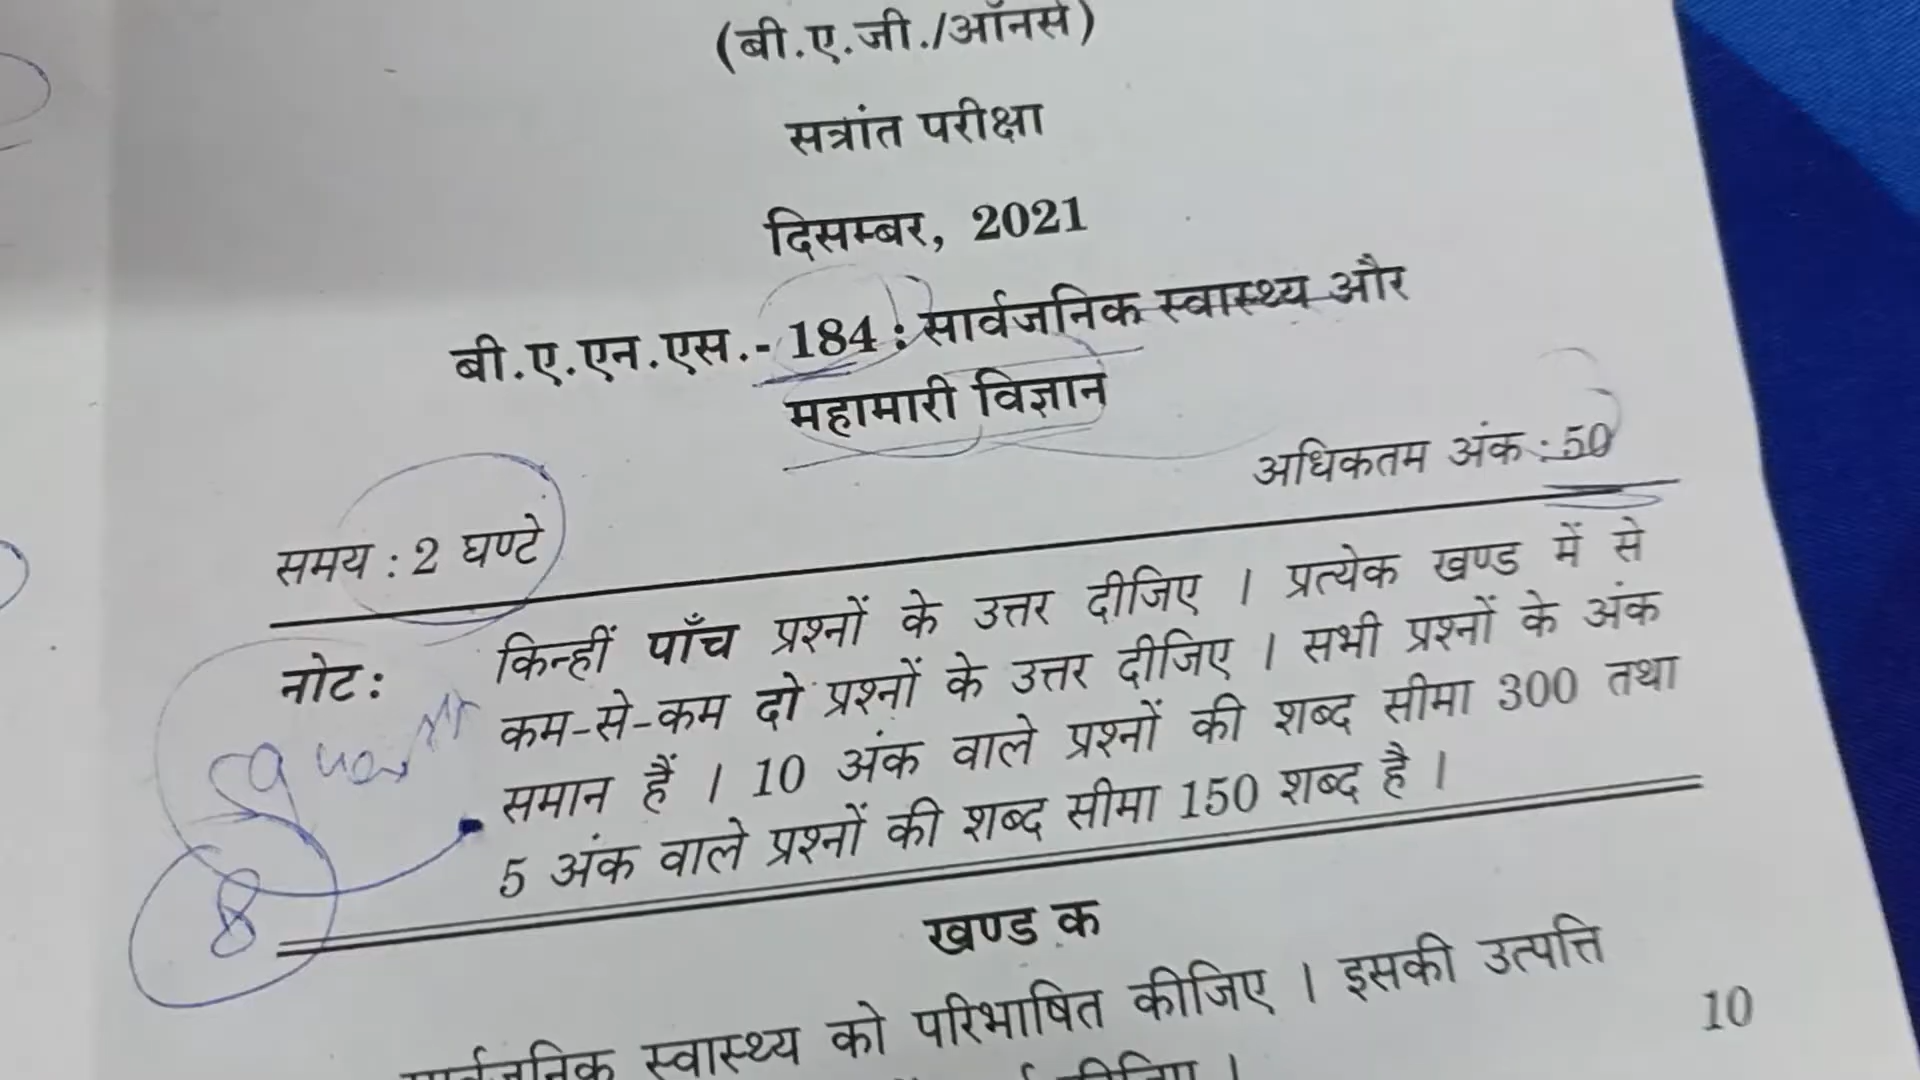 (बी.ए.जी./ऑनर्स)
सत्रांत परीक्षा
दिसम्बर, 2021
बी.ए.एन.एस.-184 : सार्वजनिक स्वास्थ्य और
महामारी विज्ञान
अधिकतम अंक : 50
समय : 2 घण्टे
नोट : किन्हीं पाँच प्रश्नों के उत्तर दीजिए । प्रत्येक खण्ड में से
कम-से-कम दो प्रश्नों के उत्तर दीजिए । सभी प्रश्नों के अंक
समान हैं । 10 अंक वाले प्रश्नों की शब्द सीमा 300 तथा
5 अंक वाले प्रश्नों की शब्द सीमा 150 शब्द है ।
8
खण्ड क
सार्वजनिक स्वास्थ्य को परिभाषित कीजिए । इसकी उत्पत्ति
10